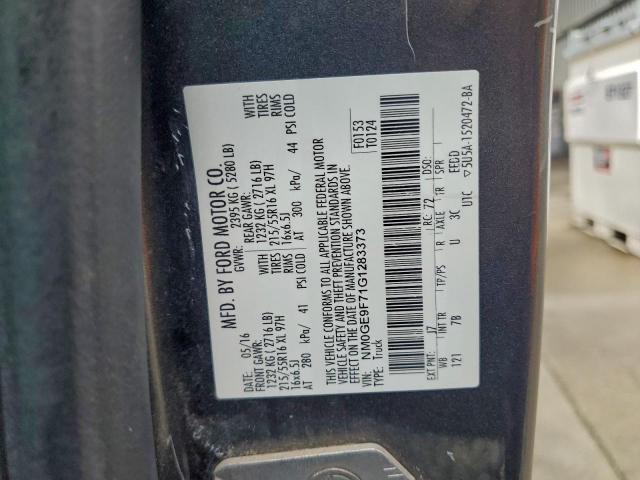 MFD. BY FORD MOTOR CO.
DATE: 05/16 GVWR: 2395 KG ( 5280 LB)
FRONT GAWR: REAR GAWR:
1232 KG ( 2716 LB) 1232 KG ( 2716 LB) WITH
215/55R16 XL 97H TIRES 215/55R16 XL 97H TIRES
16x6.5J RIMS 16x6.5J RIMS
AT 280 kPa/ 41 PSI COLD AT 300 kPa/ 44 PSI COLD
THIS VEHICLE CONFORMS TO ALL APPLICABLE FEDERAL MOTOR
VEHICLE SAFETY AND THEFT PREVENTION STANDARDS IN
EFFECT ON THE DATE OF MANUFACTURE SHOWN ABOVE.
VIN: NM0GE9F71G1283373
TYPE: Truck
F0153
T0124
EXT PNT: J7 RC: 72 DSO:
WB INT TR TP/PS R AXLE TR SPR
121 7B U 3C EEDD
U1C ▽5U5A-1520472-BA